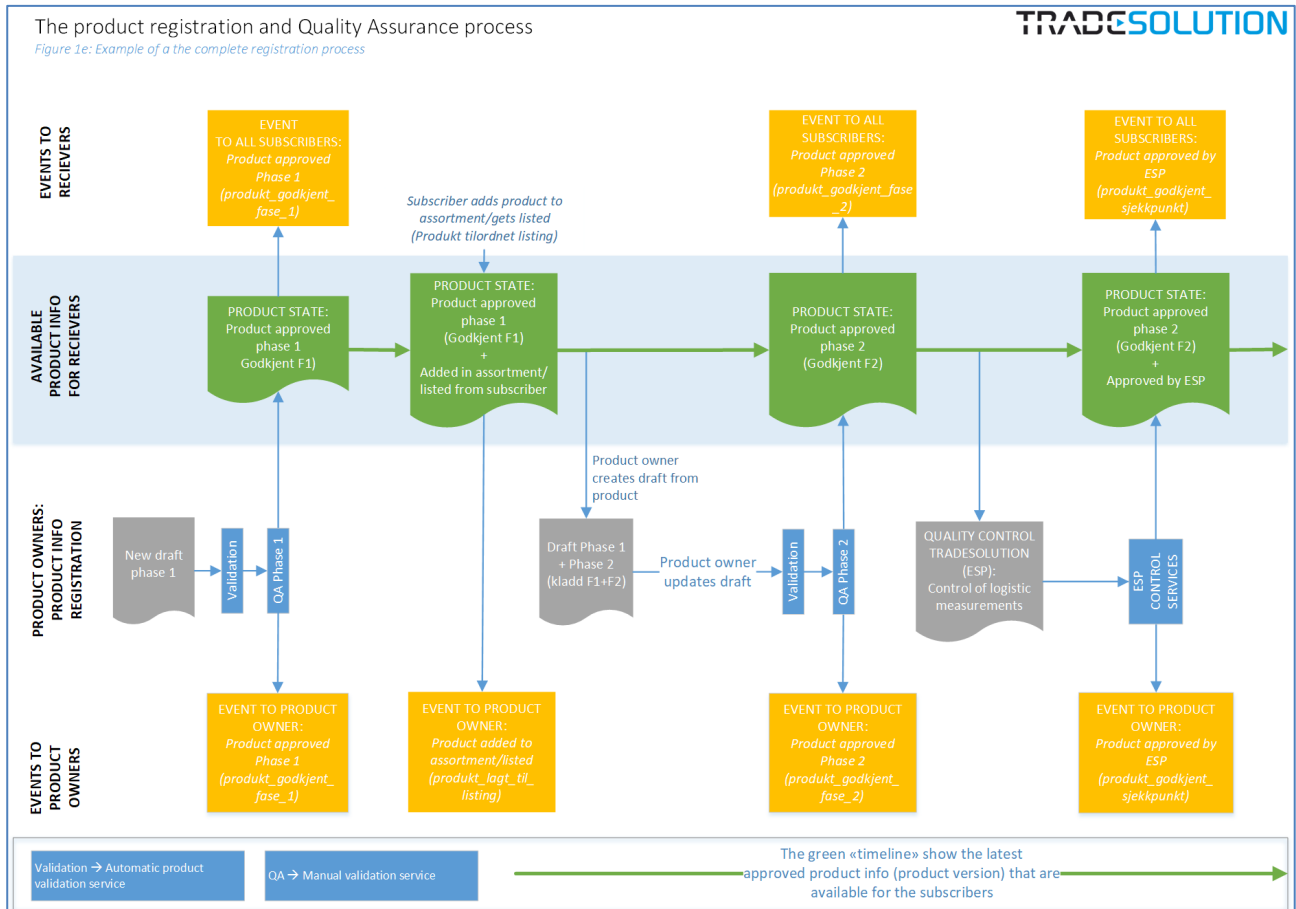 The product registration and Quality Assurance process
TRADESOLUTION
Figure 1e: Example of a the complete registration process
EVENTS TO
RECIEVERS
EVENT
TO ALL SUBSCRIBERS:
Product approved
Phase 1
(produkt_godkjent_
fase_1)
Subscriber adds product to
assortment/gets listed
(Produkt tilordnet listing)
EVENT TO ALL
SUBSCRIBERS:
Product approved
Phase 2
(produkt_godkjent_fase
_2)
EVENT TO ALL
SUBSCRIBERS:
Product approved by
ESP
(produkt_godkjent_
sjekkpunkt)
AVAILABLE
PRODUCT INFO
FOR RECIEVERS
PRODUCT STATE:
Product approved
phase 1
Godkjent F1)
PRODUCT STATE:
Product approved
phase 1
(Godkjent F1)
+
Added in assortment/
listed from subscriber
PRODUCT STATE:
Product approved
phase 2
(Godkjent F2)
PRODUCT STATE:
Product approved
phase 2
(Godkjent F2)
+
Approved by ESP
PRODUCT OWNERS:
PRODUCT INFO
REGISTRATION
New draft
phase 1
Validation
QA Phase 1
Product owner
creates draft from
product
Draft Phase 1
+ Phase 2
(kladd F1+F2)
Product owner
updates draft
Validation
QA Phase 2
QUALITY CONTROL
TRADESOLUTION
(ESP):
Control of logistic
measurements
ESP
CONTROL
SERVICES
EVENTS TO
PRODUCT
OWNERS
EVENT TO PRODUCT
OWNER:
Product approved
Phase 1
(produkt_godkjent_
fase_1)
EVENT TO PRODUCT
OWNER:
Product added to
assortment/listed
(produkt_lagt_til_
listing)
EVENT TO PRODUCT
OWNER:
Product approved
Phase 2
(produkt_godkjent_
fase_2)
EVENT TO PRODUCT
OWNER:
Product approved by
ESP
(produkt_godkjent_
sjekkpunkt)
Validation → Automatic product
validation service
QA → Manual validation service
The green «timeline» show the latest
approved product info (product version) that are
available for the subscribers